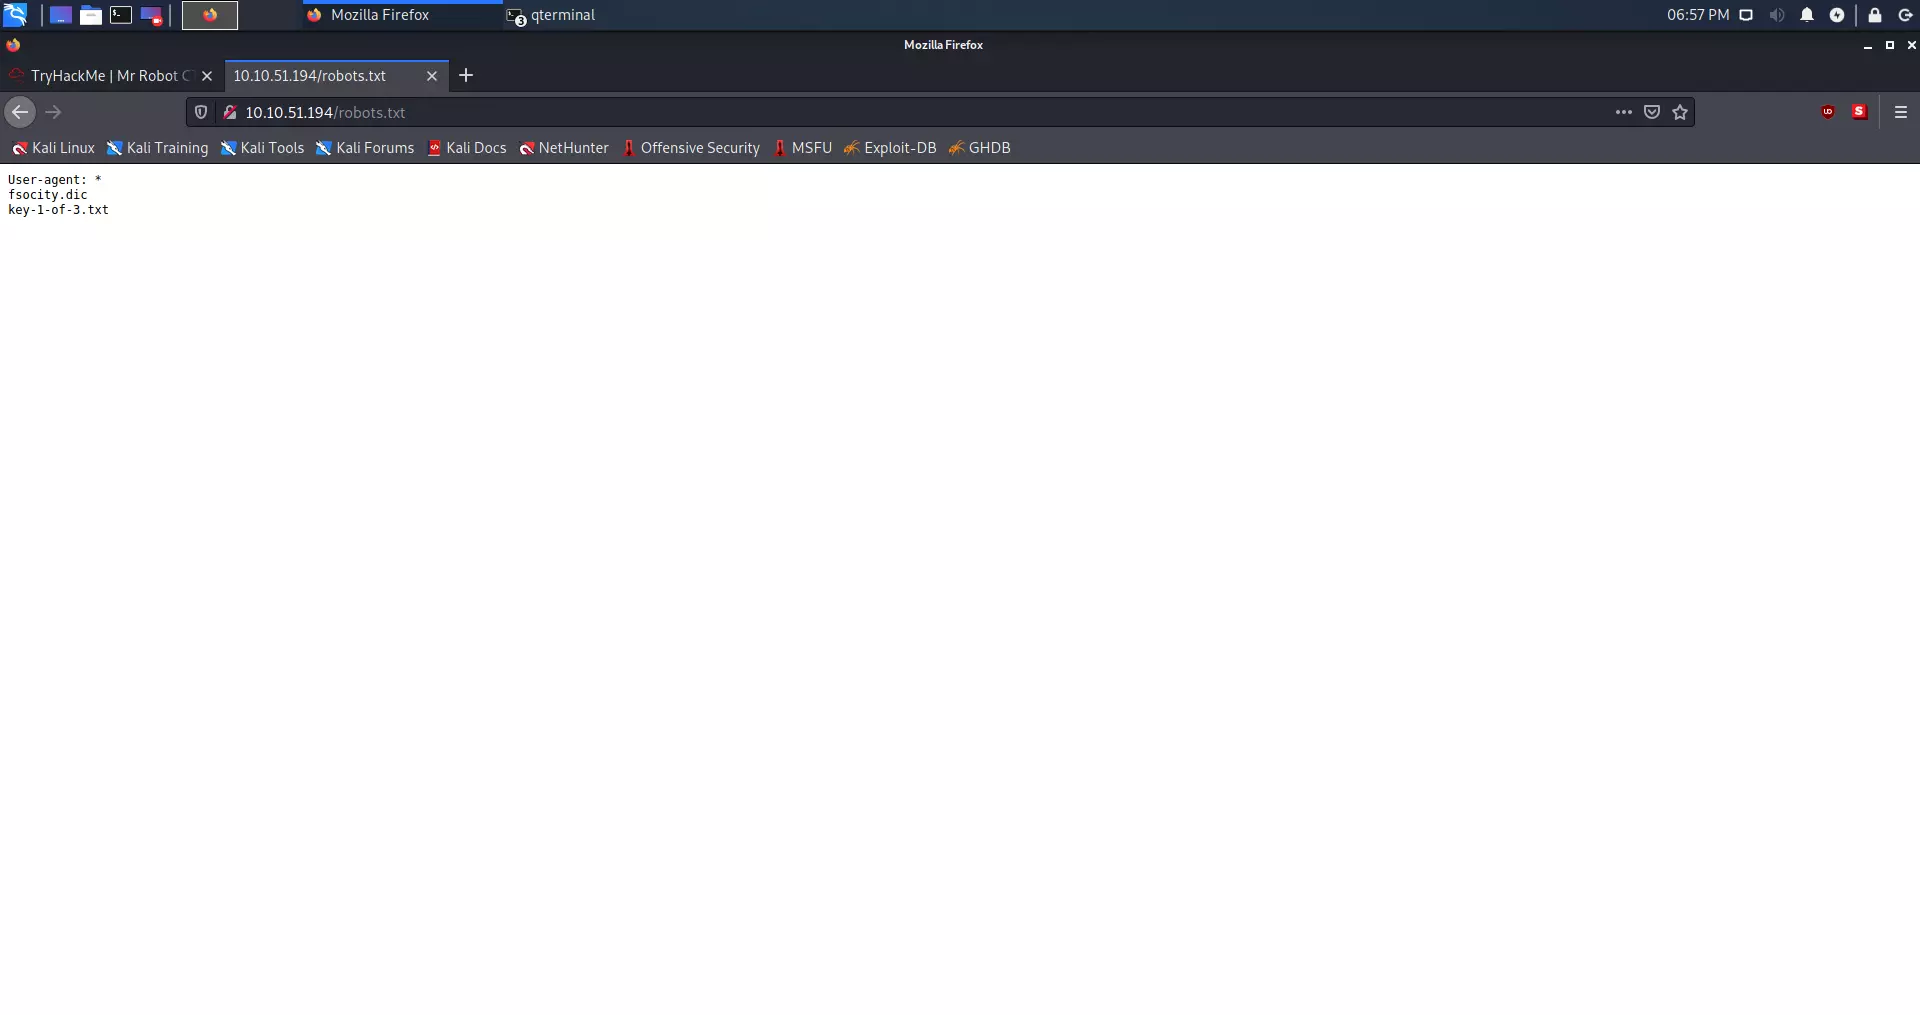 Mozilla Firefox
3
qterminal
06:57 PM
Mozilla Firefox
TryHackMe | Mr Robot C
10.10.51.194/robots.txt
10.10.51.194/robots.txt
Kali Linux Kali Training Kali Tools Kali Forums Kali Docs NetHunter Offensive Security MSFU Exploit-DB GHDB
User-agent: *
fsocity.dic
key-1-of-3.txt